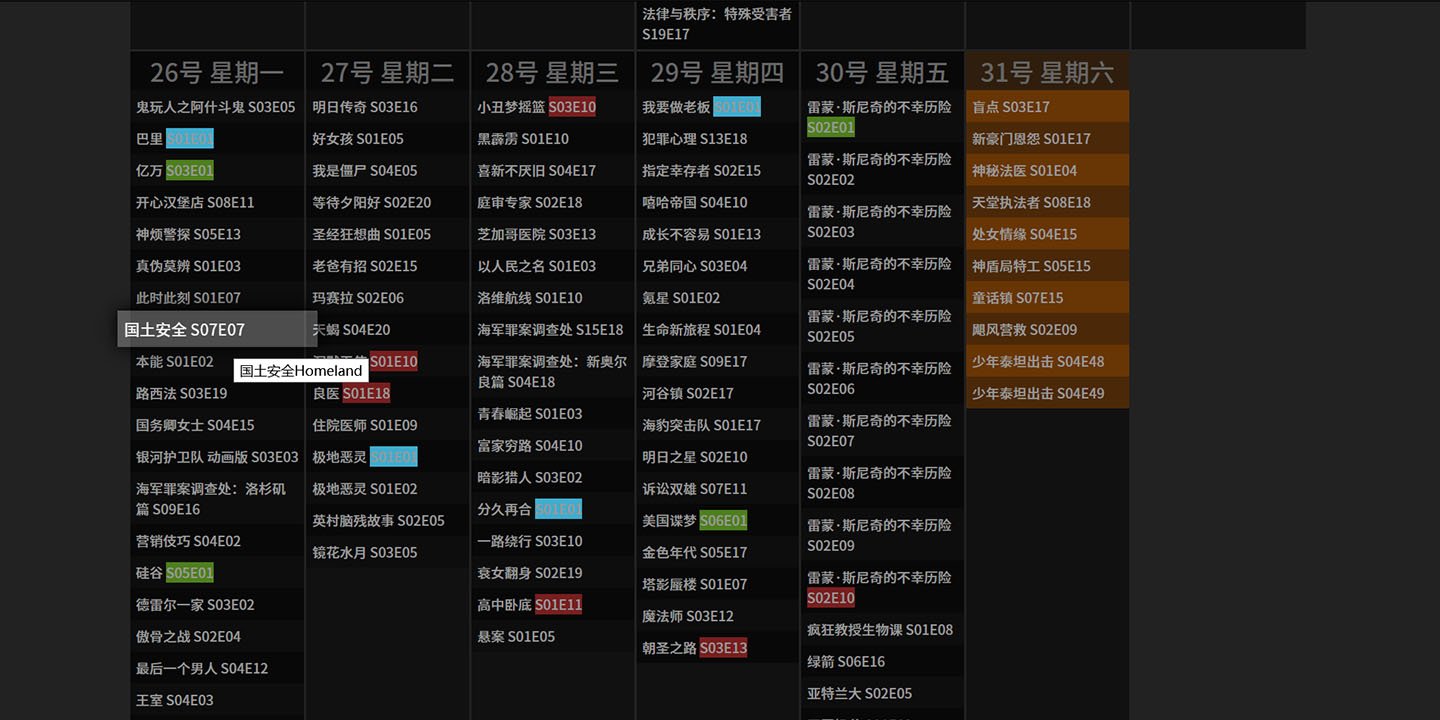 法律与秩序：特殊受害者
S19E17
26号 星期一
鬼玩人之阿什斗鬼 S03E05
巴里 S01E01
亿万 S03E01
开心汉堡店 S08E11
神烦警探 S05E13
真伪莫辨 S01E03
此时此刻 S01E07
国土安全 S07E07
国土安全Homeland
本能 S01E02
路西法 S03E19
国务卿女士 S04E15
银河护卫队 动画版 S03E03
海军罪案调查处：洛杉矶
篇 S09E16
营销伎巧 S04E02
硅谷 S05E01
德雷尔一家 S03E02
傲骨之战 S02E04
最后一个男人 S04E12
王室 S04E03
27号 星期二
明日传奇 S03E16
好女孩 S01E05
我是僵尸 S04E05
等待夕阳好 S02E20
圣经狂想曲 S01E05
老爸有招 S02E15
玛赛拉 S02E06
天蝎 S04E20
S01E10
良医 S01E18
住院医师 S01E09
极地恶灵 S01E01
极地恶灵 S01E02
英村脑残故事 S02E05
镜花水月 S03E05
28号 星期三
小丑梦摇篮 S03E10
黑霹雳 S01E10
喜新不厌旧 S04E17
庭审专家 S02E18
芝加哥医院 S03E13
以人民之名 S01E03
洛维航线 S01E10
海军罪案调查处 S15E18
海军罪案调查处：新奥尔
良篇 S04E18
青春崛起 S01E03
富家穷路 S04E10
暗影猎人 S03E02
分久再合 S01E01
一路绕行 S03E10
衰女翻身 S02E19
高中卧底 S01E11
悬案 S01E05
29号 星期四
我要做老板 S01E01
犯罪心理 S13E18
指定幸存者 S02E15
嘻哈帝国 S04E10
成长不容易 S01E13
兄弟同心 S03E04
氪星 S01E02
生命新旅程 S01E04
摩登家庭 S09E17
河谷镇 S02E17
海豹突击队 S01E17
明日之星 S02E10
诉讼双雄 S07E11
美国谍梦 S06E01
金色年代 S05E17
塔影蜃楼 S01E07
魔法师 S03E12
朝圣之路 S03E13
30号 星期五
雷蒙·斯尼奇的不幸历险
S02E01
雷蒙·斯尼奇的不幸历险
S02E02
雷蒙·斯尼奇的不幸历险
S02E03
雷蒙·斯尼奇的不幸历险
S02E04
雷蒙·斯尼奇的不幸历险
S02E05
雷蒙·斯尼奇的不幸历险
S02E06
雷蒙·斯尼奇的不幸历险
S02E07
雷蒙·斯尼奇的不幸历险
S02E08
雷蒙·斯尼奇的不幸历险
S02E09
雷蒙·斯尼奇的不幸历险
S02E10
疯狂教授生物课 S01E08
绿箭 S06E16
亚特兰大 S02E05
31号 星期六
盲点 S03E17
新豪门恩怨 S01E17
神秘法医 S01E04
天堂执法者 S08E18
处女情缘 S04E15
神盾局特工 S05E15
童话镇 S07E15
飓风营救 S02E09
少年泰坦出击 S04E48
少年泰坦出击 S04E49